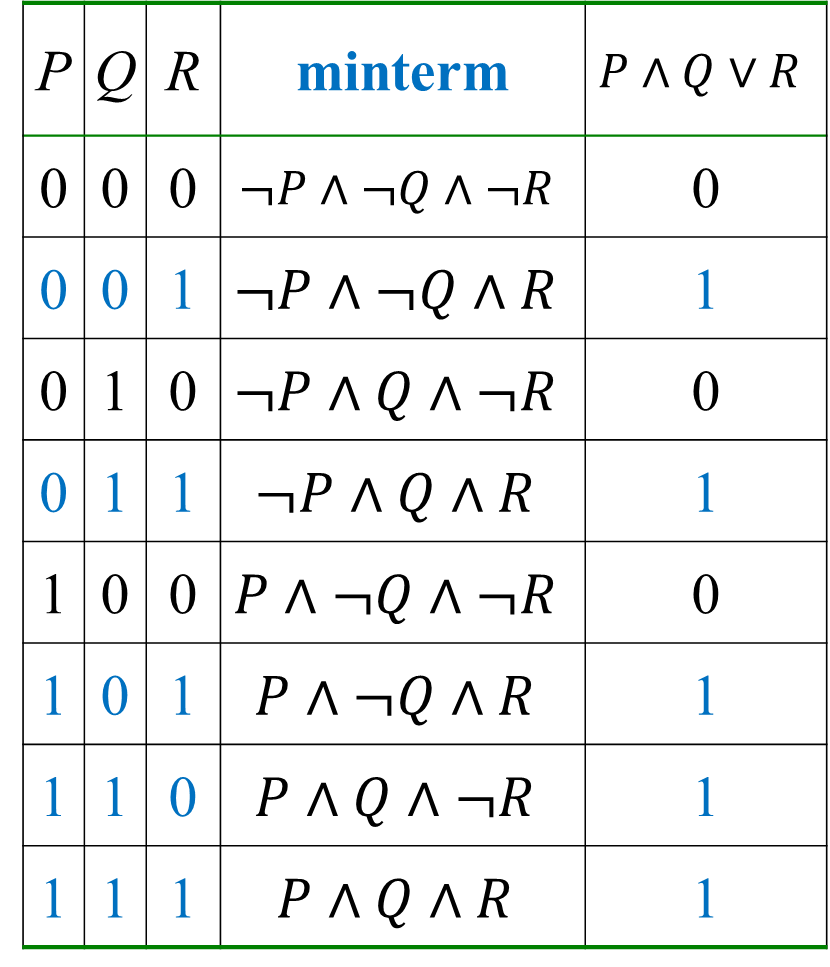 P Q R minterm P ∧ Q ∨ R
0 0 0 ¬P ∧ ¬Q ∧ ¬R 0
0 0 1 ¬P ∧ ¬Q ∧ R 1
0 1 0 ¬P ∧ Q ∧ ¬R 0
0 1 1 ¬P ∧ Q ∧ R 1
1 0 0 P ∧ ¬Q ∧ ¬R 0
1 0 1 P ∧ ¬Q ∧ R 1
1 1 0 P ∧ Q ∧ ¬R 1
1 1 1 P ∧ Q ∧ R 1